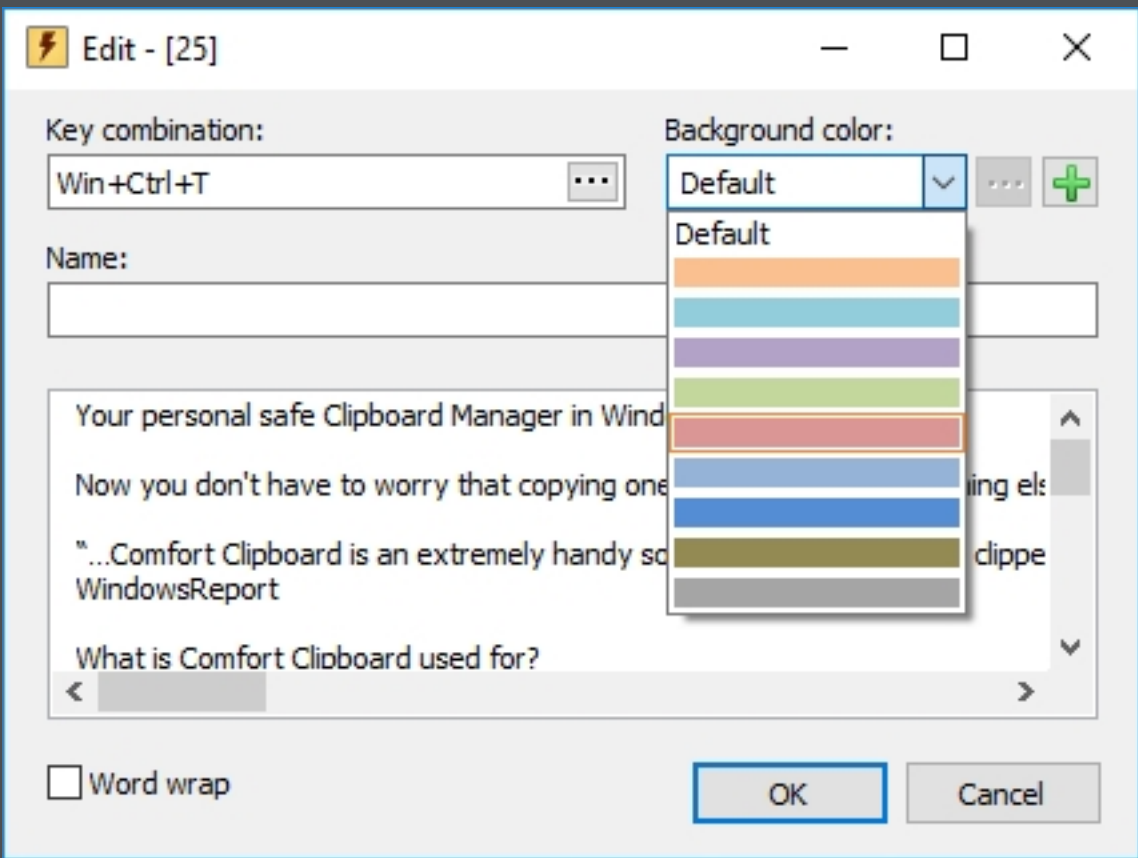 Edit - [25]
Key combination:
Background color:
Win+Ctrl+T
...
Default
...
Default
Name:
Your personal safe Clipboard Manager in Wind
Now you don't have to worry that copying one ing els
“...Comfort Clipboard is an extremely handy so clippe
WindowsReport
What is Comfort Clipboard used for?
Word wrap
OK
Cancel